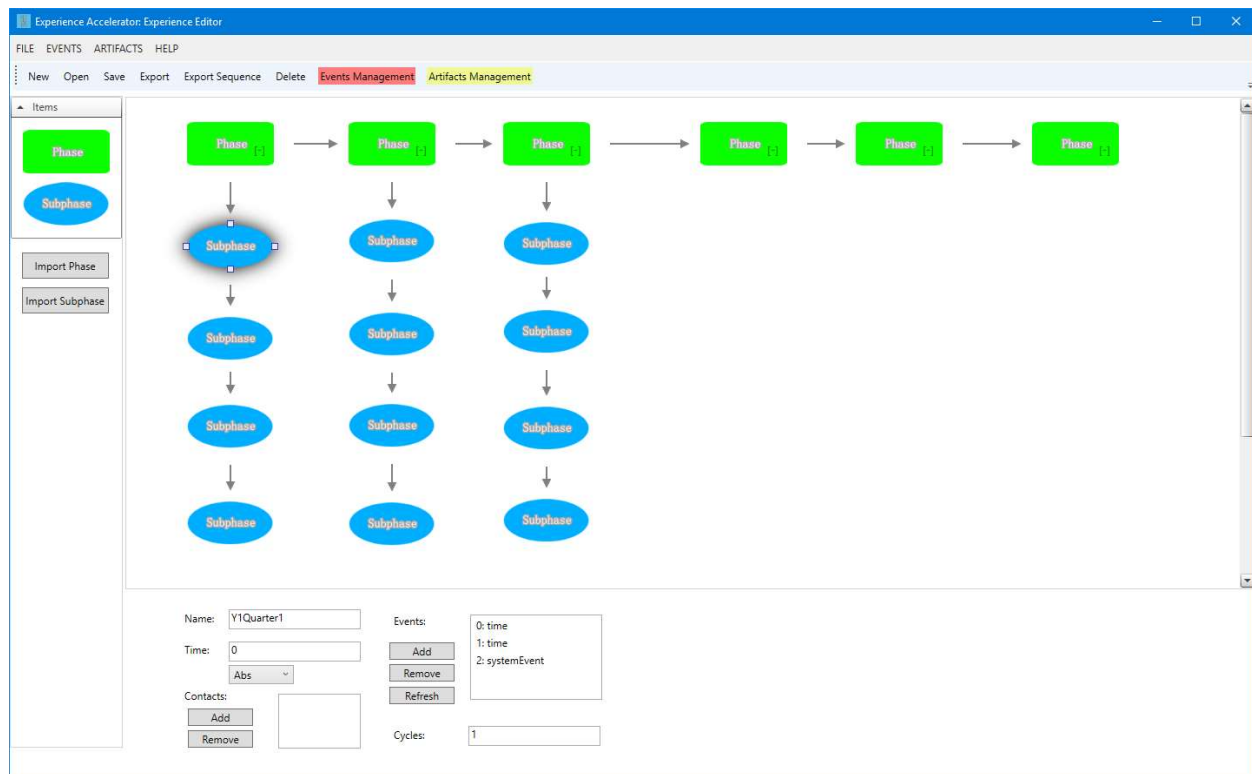 Experience Accelerator: Experience Editor
FILE EVENTS ARTIFACTS HELP
New Open Save Export Export Sequence Delete Events Management Artifacts Management
Items
Phase
Subphase
Import Phase
Import Subphase
Phase [-] Phase [-] Phase [-] Phase [-] Phase [-] Phase [-]
Subphase Subphase Subphase
Subphase Subphase Subphase
Subphase Subphase Subphase
Subphase Subphase Subphase
Name: Y1Quarter1
Time: 0
Abs
Contacts:
Add
Remove
Events:
Add
Remove
Refresh
0: time
1: time
2: systemEvent
Cycles: 1